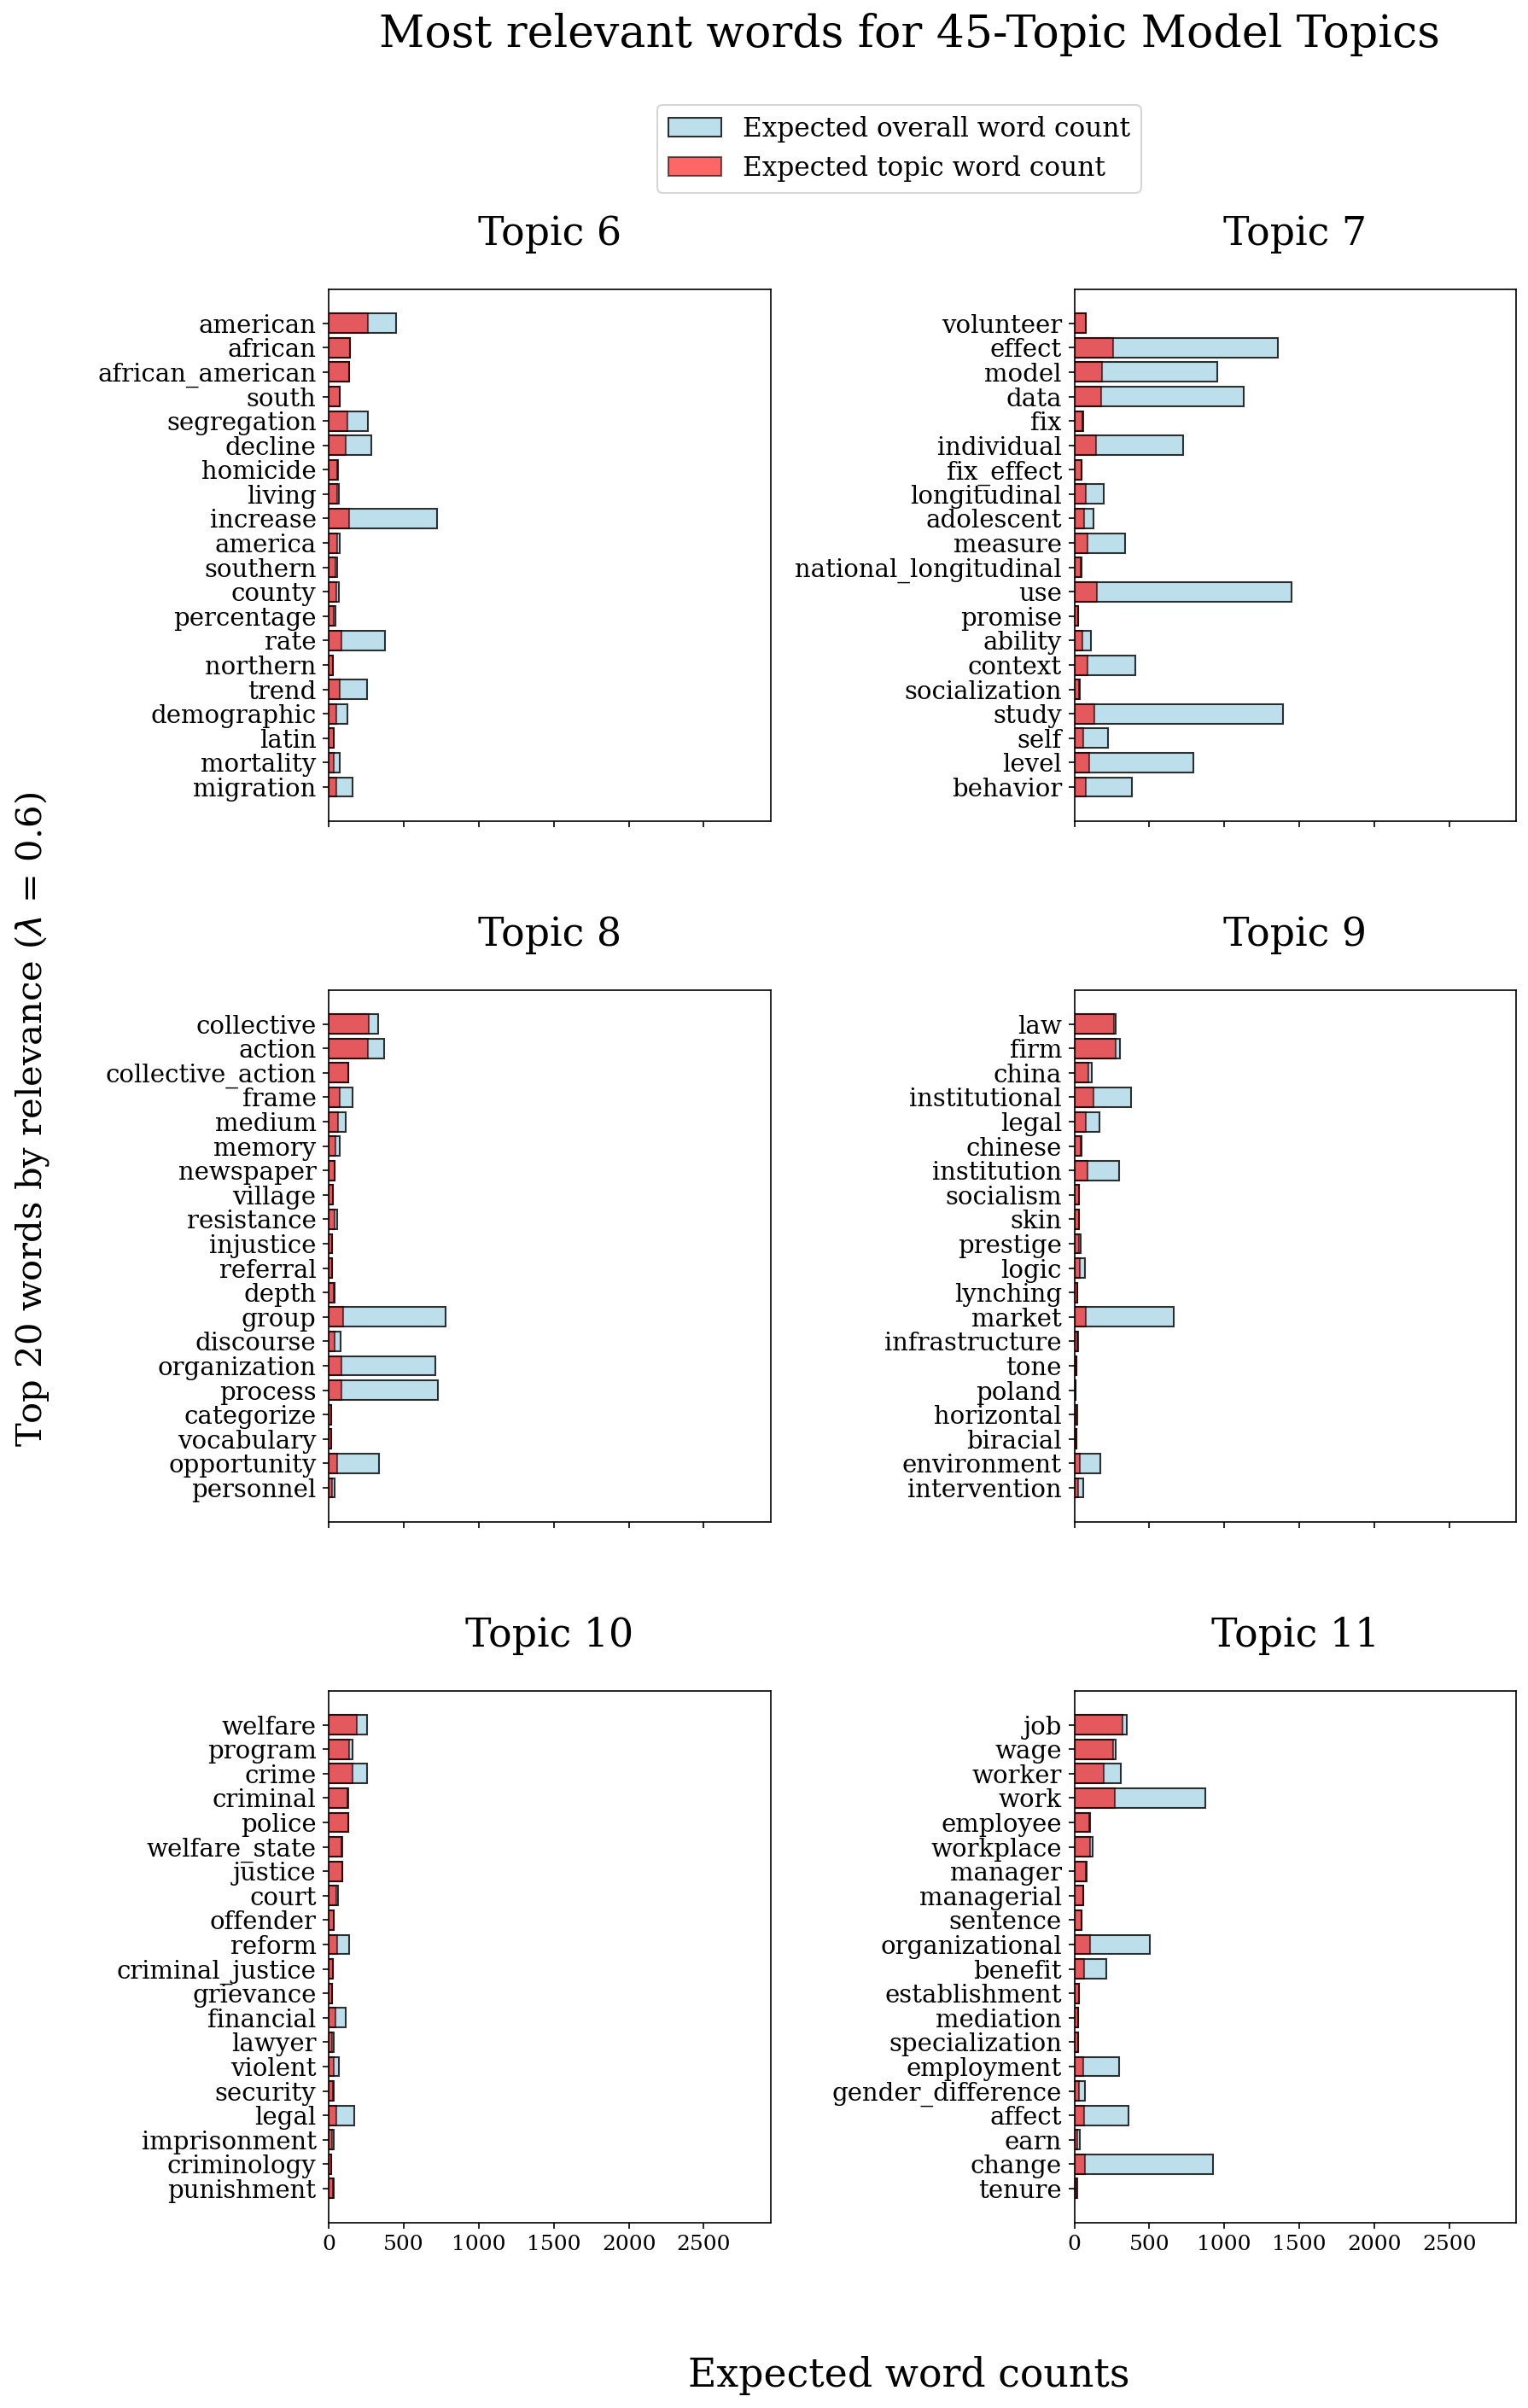 Most relevant words for 45-Topic Model Topics
Expected overall word count
Expected topic word count
Top 20 words by relevance (λ = 0.6)
Topic 6
american
african
african_american
south
segregation
decline
homicide
living
increase
america
southern
county
percentage
rate
northern
trend
demographic
latin
mortality
migration
Topic 7
volunteer
effect
model
data
fix
individual
fix_effect
longitudinal
adolescent
measure
national_longitudinal
use
promise
ability
context
socialization
study
self
level
behavior
Topic 8
collective
action
collective_action
frame
medium
memory
newspaper
village
resistance
injustice
referral
depth
group
discourse
organization
process
categorize
vocabulary
opportunity
personnel
Topic 9
law
firm
china
institutional
legal
chinese
institution
socialism
skin
prestige
logic
lynching
market
infrastructure
tone
poland
horizontal
biracial
environment
intervention
Topic 10
welfare
program
crime
criminal
police
welfare_state
justice
court
offender
reform
criminal_justice
grievance
financial
lawyer
violent
security
legal
imprisonment
criminology
punishment
0 500 1000 1500 2000 2500
Topic 11
job
wage
worker
work
employee
workplace
manager
managerial
sentence
organizational
benefit
establishment
mediation
specialization
employment
gender_difference
affect
earn
change
tenure
0 500 1000 1500 2000 2500
Expected word counts